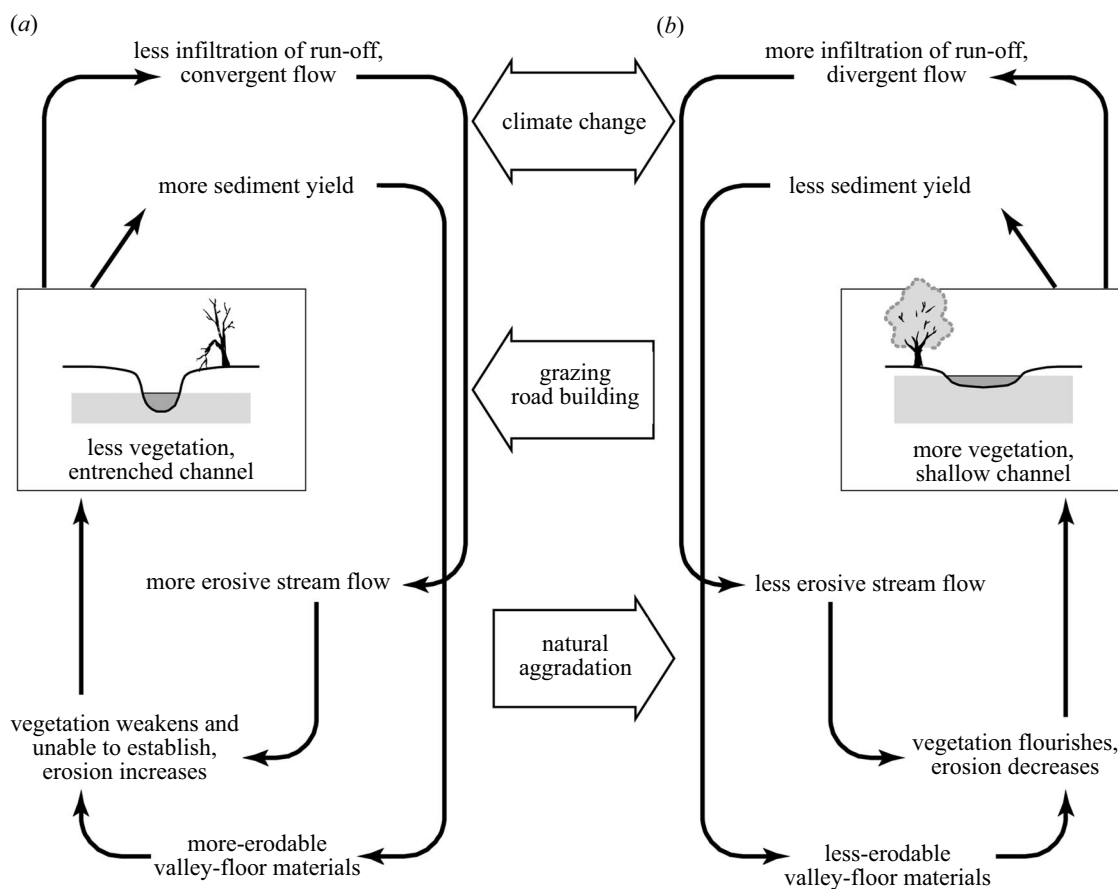 (a)
less infiltration of run-off,
convergent flow
more sediment yield
less vegetation,
entrenched channel
more erosive stream flow
vegetation weakens and
unable to establish,
erosion increases
more-erodable
valley-floor materials
climate change
grazing
road building
natural
aggradation
(b)
more infiltration of run-off,
divergent flow
less sediment yield
more vegetation,
shallow channel
less erosive stream flow
vegetation flourishes,
erosion decreases
less-erodable
valley-floor materials